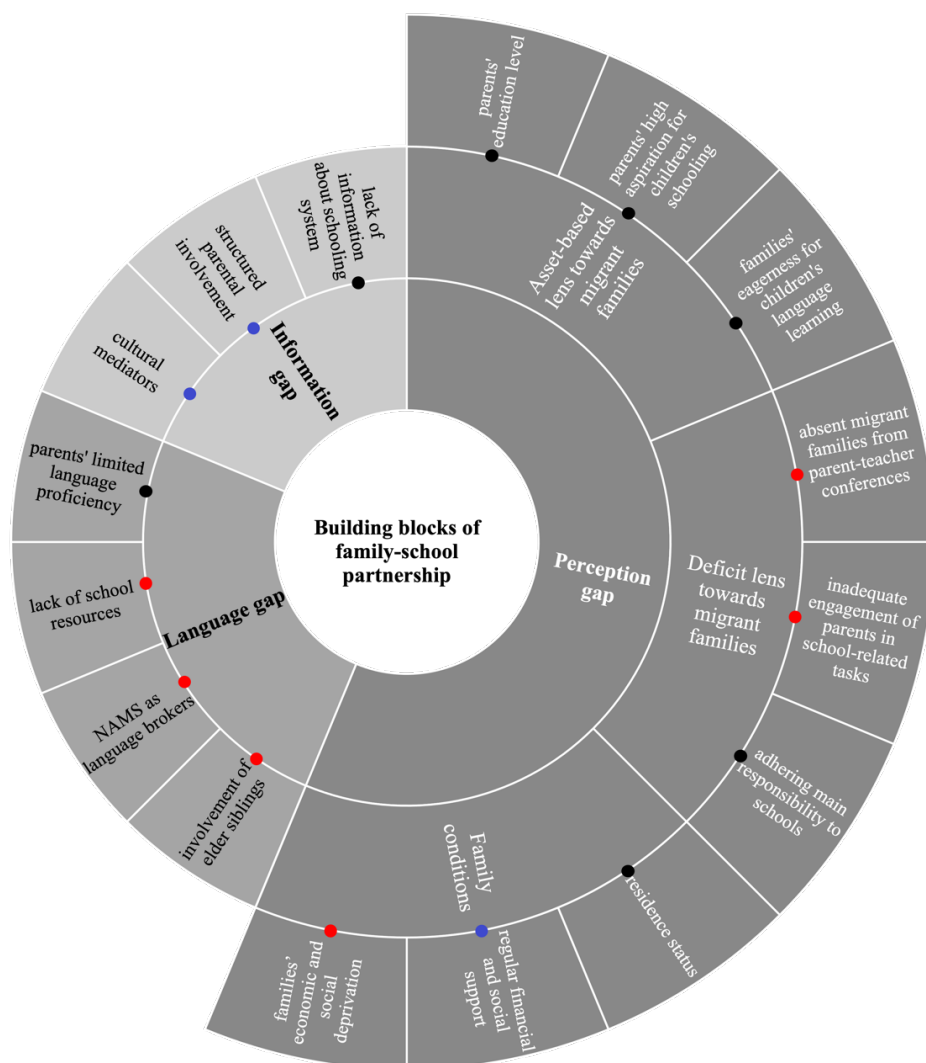 Building blocks of
family-school
partnership
Perception
gap
Asset-based
lens towards
migrant
families
parents'
education level
parents' high
aspiration for
children's
schooling
families'
eagerness for
children's
language
learning
Deficit lens
towards
migrant
families
absent migrant
families from
parent-teacher
conferences
inadequate
engagement of
parents in
school-related
tasks
adhering main
responsibility to
schools
Family
conditions
residence status
regular financial
and social
support
families'
economic and
social
deprivation
Language gap
involvement of
elder siblings
NAMS as
language brokers
lack of school
resources
parents' limited
language
proficiency
Information
gap
cultural
mediators
structured
parental
involvement
lack of
information
about schooling
system